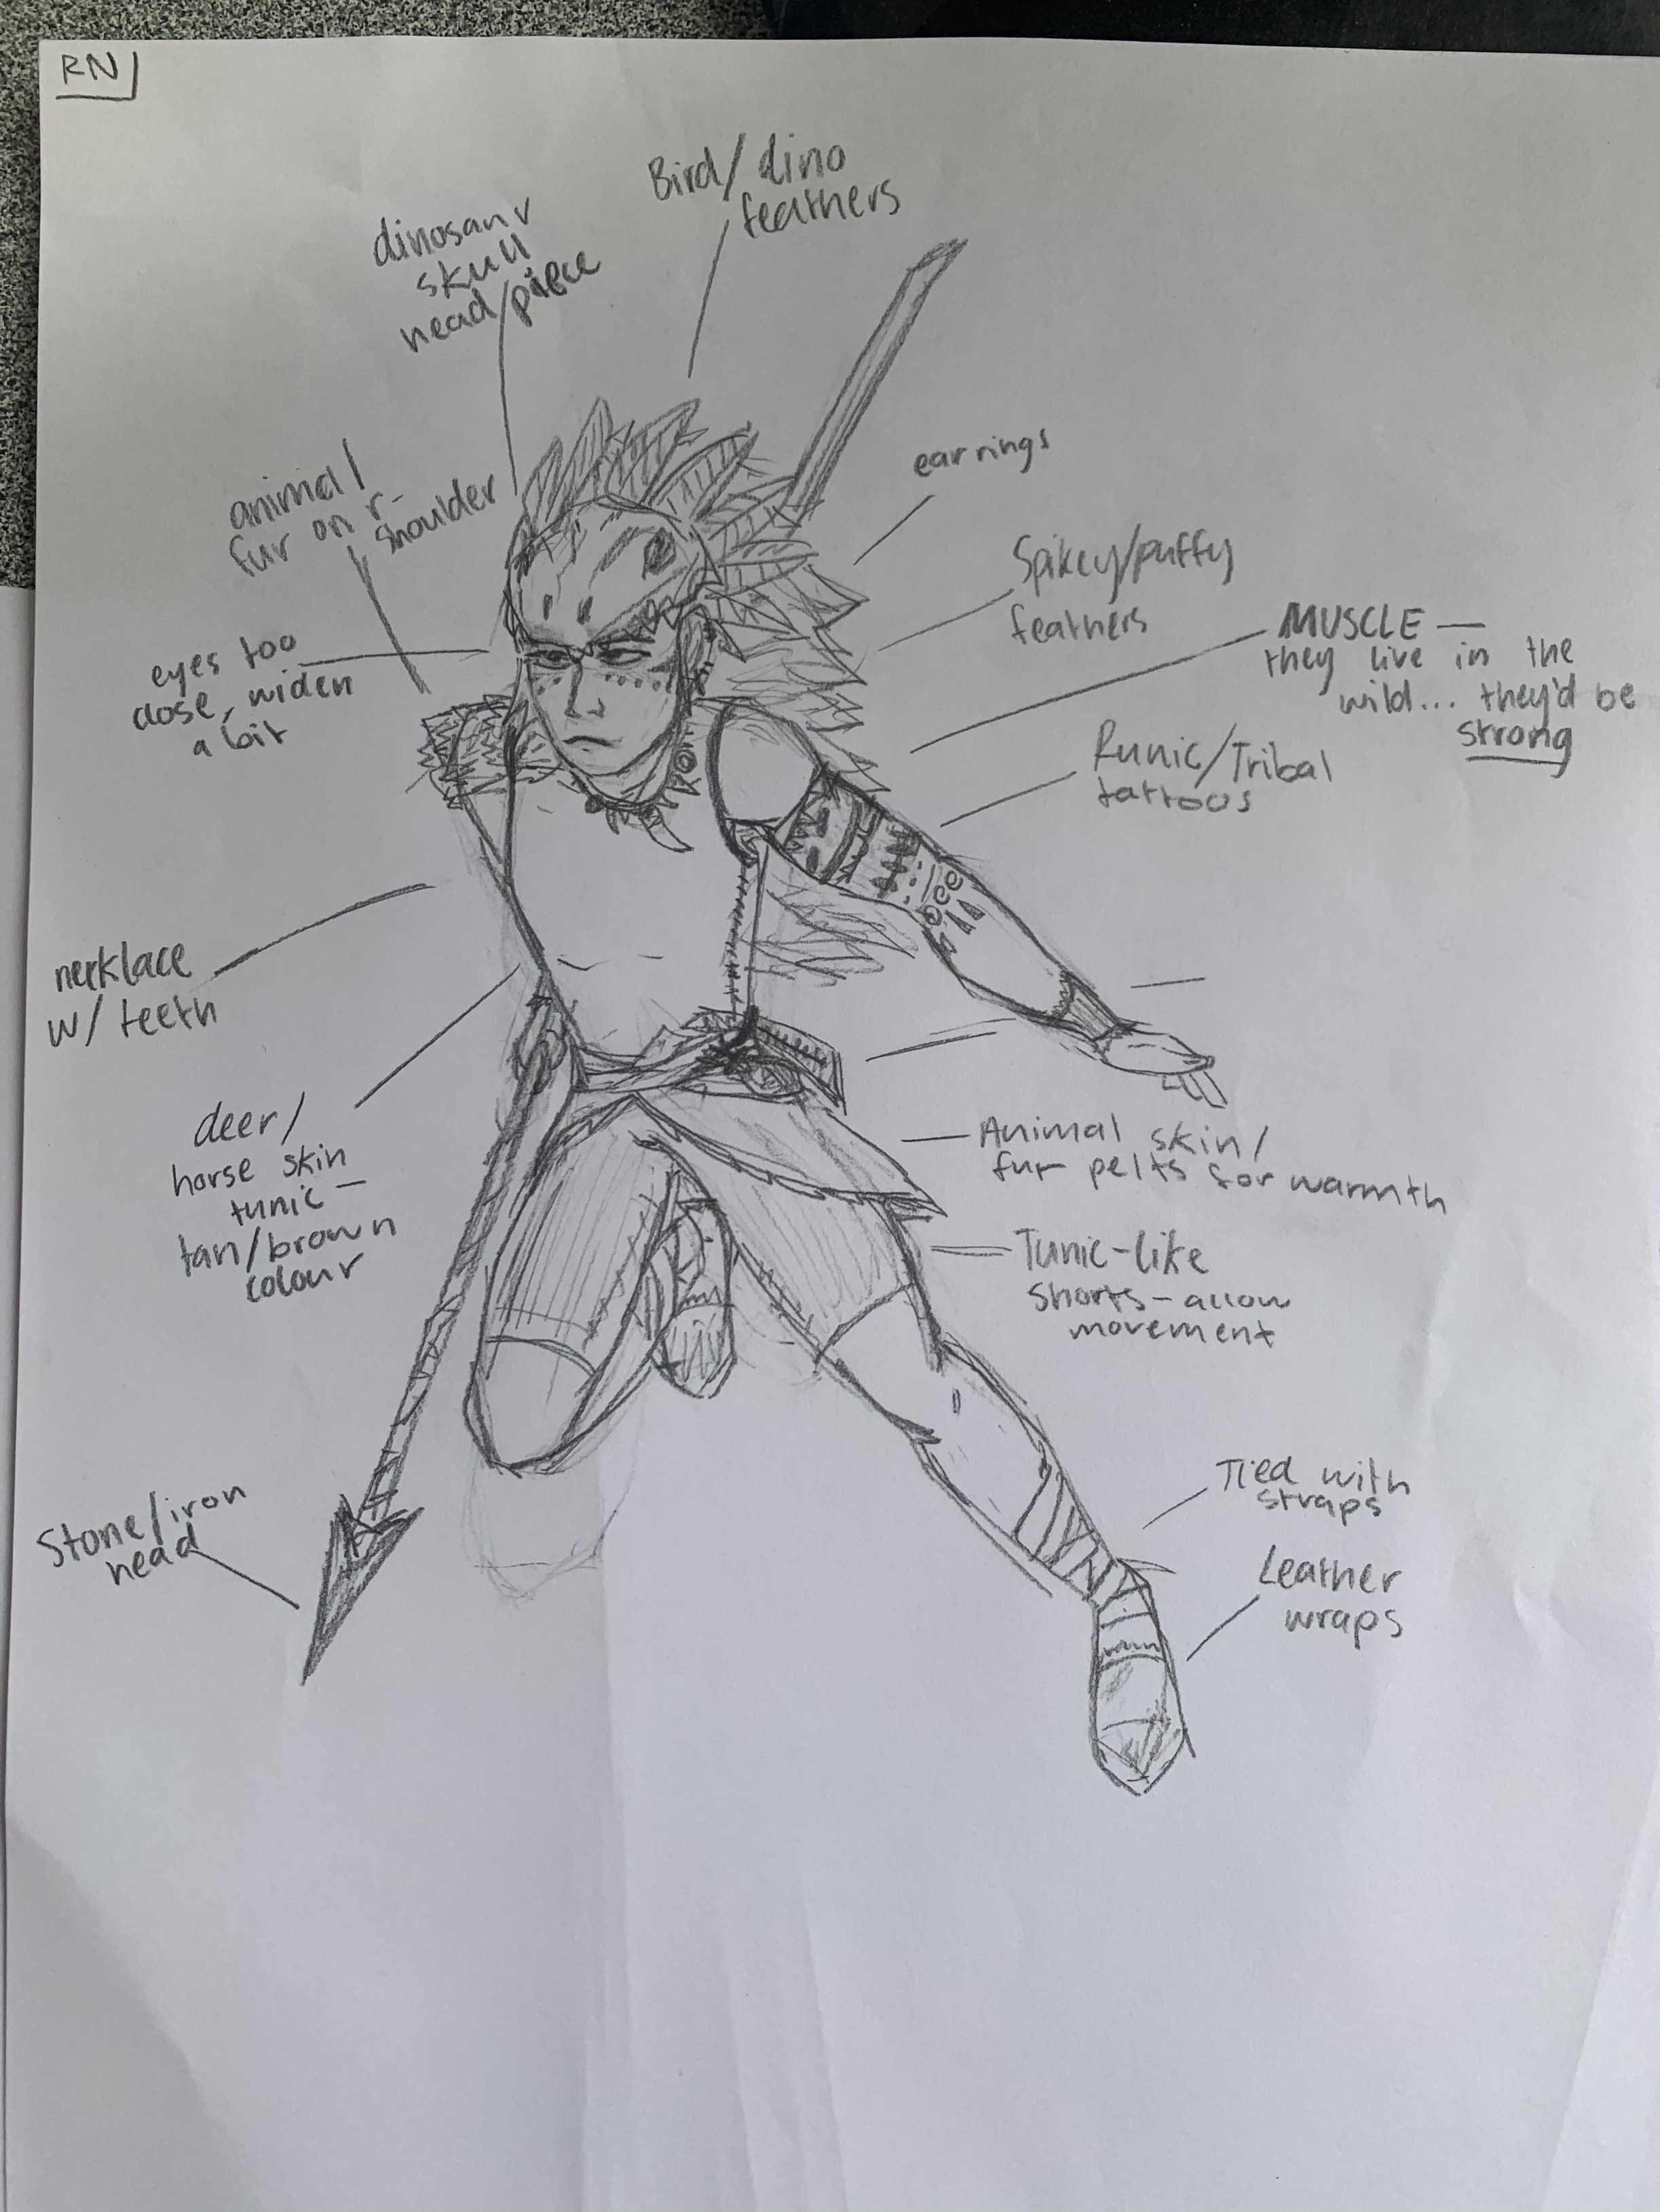 RN
Bird/dino
feathers
dinosaur
skull
head/piece
earrings
animal/
fur on r-
shoulder
Spikey/puffy
feathers
MUSCLE —
they live in the
wild... they'd be
strong
eyes too
close, widen
a bit
Runic/Tribal
tattoos
necklace
w/ teeth
deer/
horse skin
tunic —
tan/brown
colour
Animal skin/
fur pelts for warmth
Tunic-like
shorts - allow
movement
Tied with
straps
Stone/iron
head
Leather
wraps